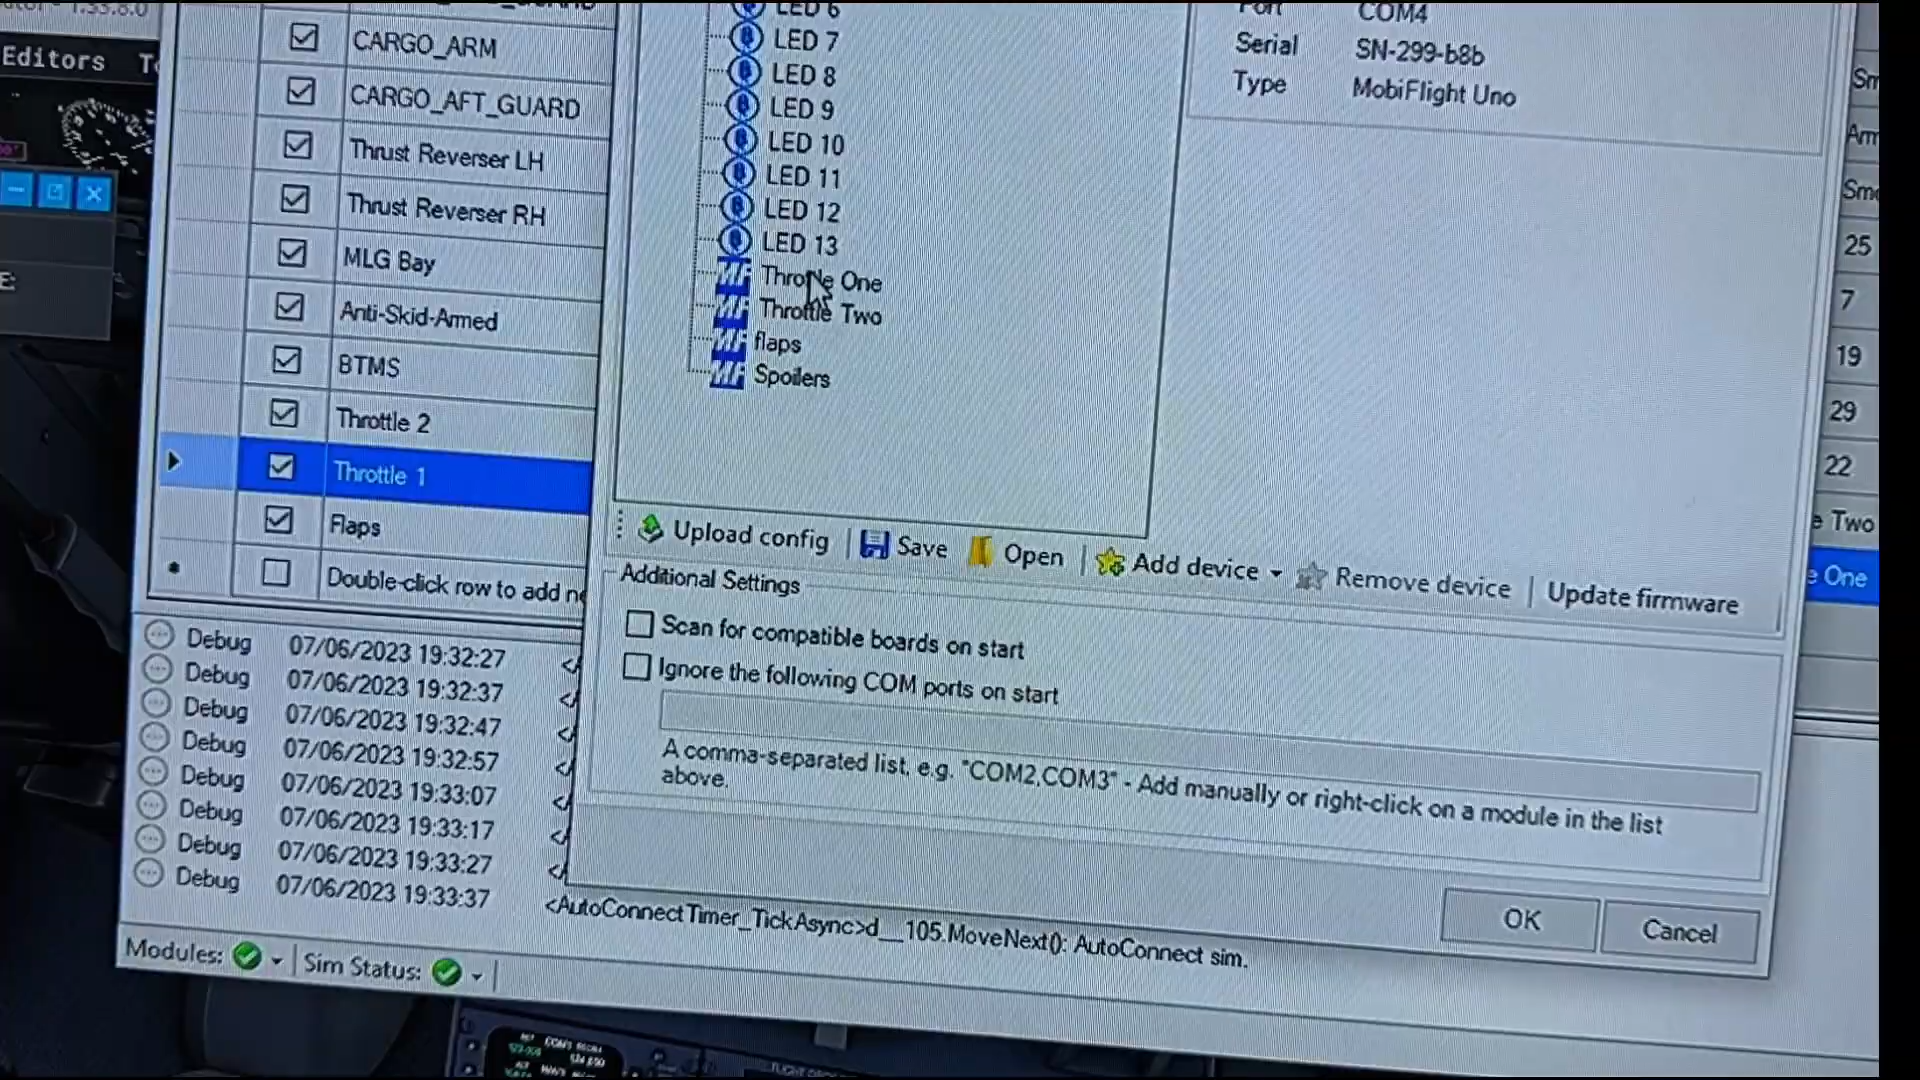 Editors
CARGO_ARM
CARGO_AFT_GUARD
Thrust Reverser LH
Thrust Reverser RH
MLG Bay
Anti-Skid-Armed
BTMS
Throttle 2
Throttle 1
Flaps
Double-click row to add
LED 6
LED 7
LED 8
LED 9
LED 10
LED 11
LED 12
LED 13
Throttle One
Throttle Two
flaps
Spoilers
Port COM4
Serial SN-299-b8b
Type MobiFlight Uno
25
7
19
29
22
Two
One
Upload config Save Open Add device Remove device Update firmware
Additional Settings
Scan for compatible boards on start
Ignore the following COM ports on start
A comma-separated list, e.g. "COM2,COM3" - Add manually or right-click on a module in the list
above.
OK Cancel
Debug 07/06/2023 19:32:27
Debug 07/06/2023 19:32:37
Debug 07/06/2023 19:32:47
Debug 07/06/2023 19:32:57
Debug 07/06/2023 19:33:07
Debug 07/06/2023 19:33:17
Debug 07/06/2023 19:33:27
Debug 07/06/2023 19:33:37 <AutoConnectTimer_TickAsync>d__105.MoveNext(): AutoConnect sim.
Modules: Sim Status: